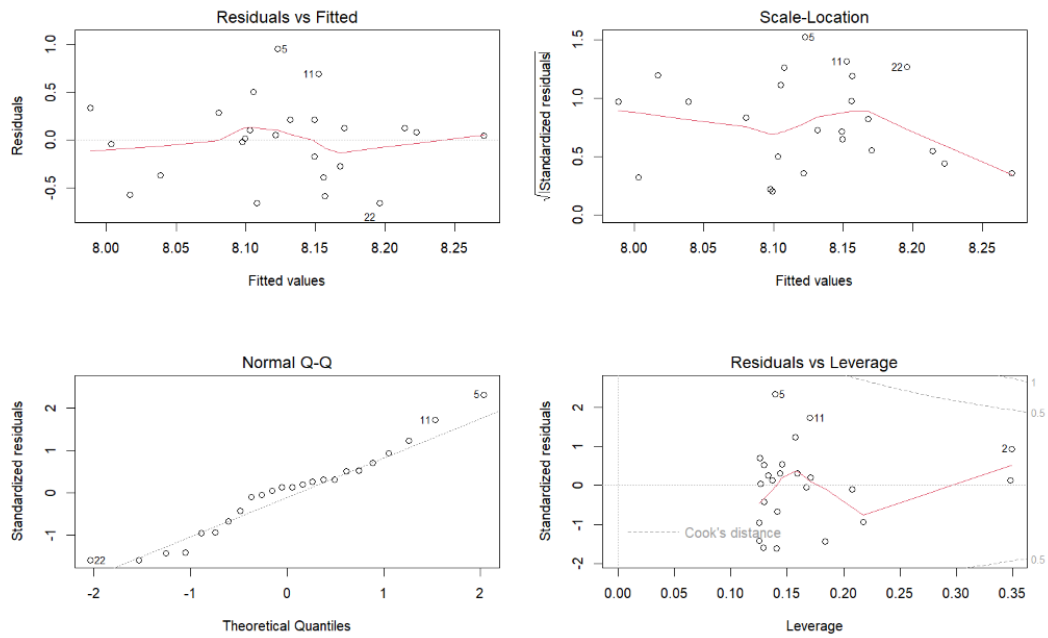 Residuals vs Fitted
Residuals
1.0
0.5
0.0
-0.5
5
11
22
8.00 8.05 8.10 8.15 8.20 8.25
Fitted values
Scale-Location
√|Standardized residuals|
1.5
1.0
0.5
0.0
5
11
22
8.00 8.05 8.10 8.15 8.20 8.25
Fitted values
Normal Q-Q
Standardized residuals
2
1
0
-1
5
11
22
-2 -1 0 1 2
Theoretical Quantiles
Residuals vs Leverage
Standardized residuals
2
1
0
-1
-2
5
11
2
1
0.5
0.5
Cook's distance
0.00 0.05 0.10 0.15 0.20 0.25 0.30 0.35
Leverage